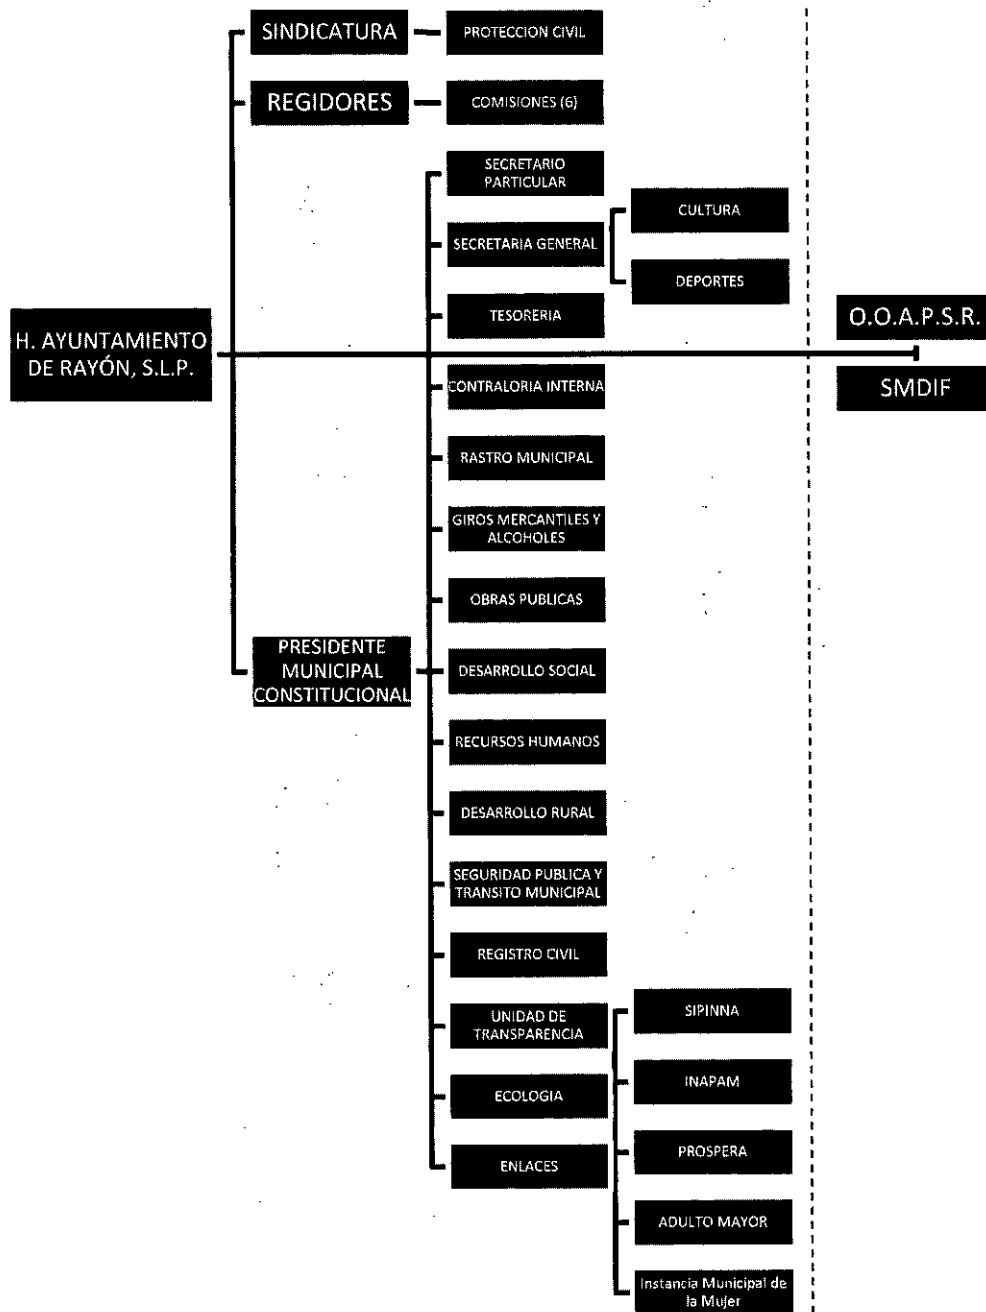 SINDICATURA
PROTECCION CIVIL
REGIDORES
COMISIONES (6)
SECRETARIO
PARTICULAR
SECRETARIA GENERAL
CULTURA
DEPORTES
TESORERIA
H. AYUNTAMIENTO
DE RAYÓN, S.L.P.
O.O.A.P.S.R.
SMDIF
CONTRALORIA INTERNA
RASTRO MUNICIPAL
GIROS MERCANTILES Y
ALCOHOLES
OBRAS PUBLICAS
PRESIDENTE
MUNICIPAL
CONSTITUCIONAL
DESARROLLO SOCIAL
RECURSOS HUMANOS
DESARROLLO RURAL
SEGURIDAD PUBLICA Y
TRANSITO MUNICIPAL
REGISTRO CIVIL
UNIDAD DE
TRANSPARENCIA
ECOLOGIA
ENLACES
SIPINNA
INAPAM
PROSPERA
ADULTO MAYOR
Instancia Municipal de
la Mujer